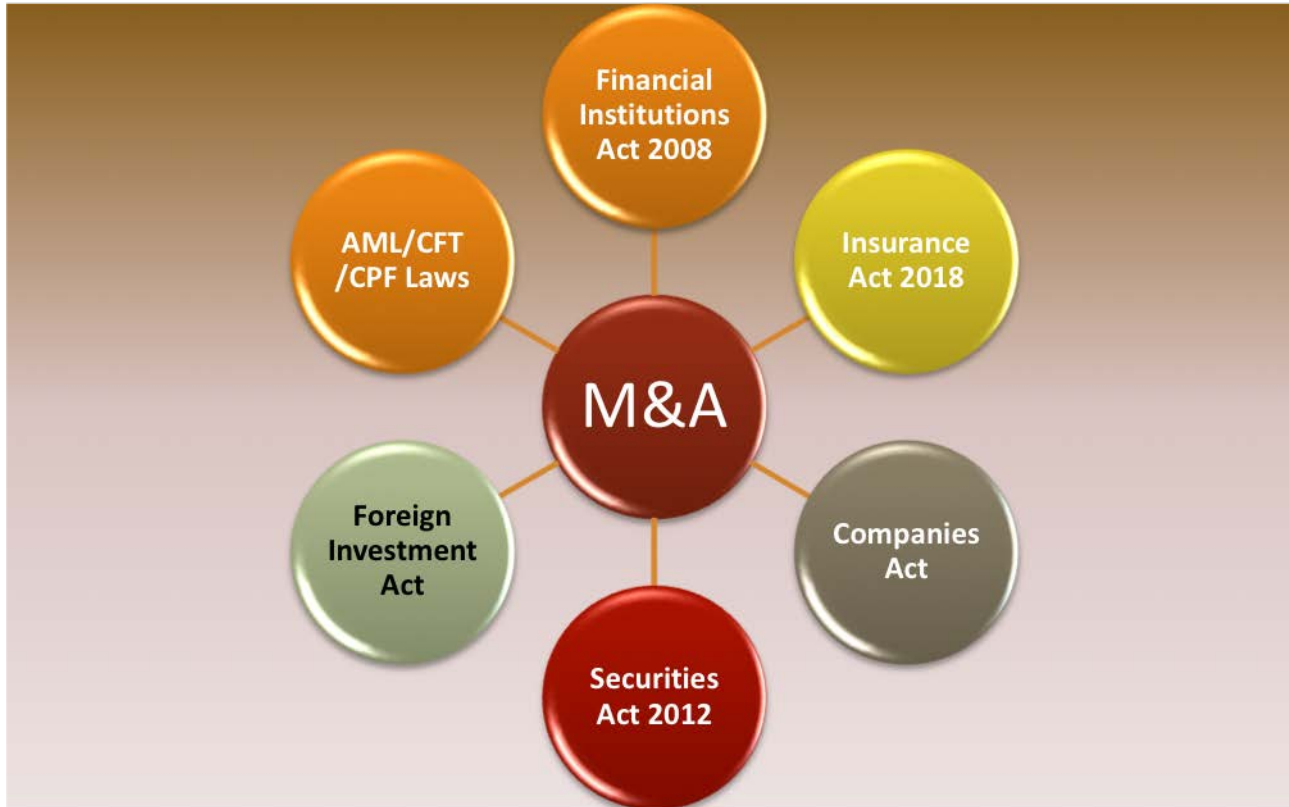 Financial
Institutions
Act 2008
AML/CFT
/CPF Laws
Insurance
Act 2018
M&A
Foreign
Investment
Act
Companies
Act
Securities
Act 2012